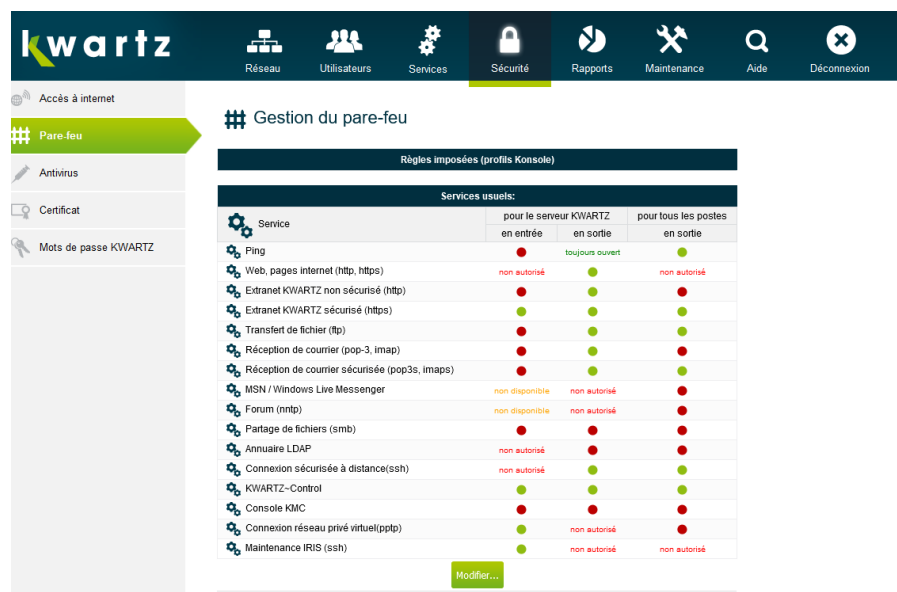 kwartz
Réseau Utilisateurs Services Sécurité Rapports Maintenance Aide Déconnexion
Accès à internet
Pare-feu
Antivirus
Certificat
Mots de passe KWARTZ
Gestion du pare-feu
Règles imposées (profils Konsole)
Services usuels:
Service
pour le serveur KWARTZ pour tous les postes
en entrée en sortie en sortie
Ping toujours ouvert
Web, pages internet (http, https) non autorisé non autorisé
Extranet KWARTZ non sécurisé (http)
Extranet KWARTZ sécurisé (https)
Transfert de fichier (ftp)
Réception de courrier (pop-3, imap)
Réception de courrier sécurisée (pop3s, imaps)
MSN / Windows Live Messenger non disponible non autorisé
Forum (nntp) non disponible non autorisé
Partage de fichiers (smb)
Annuaire LDAP non autorisé
Connexion sécurisée à distance(ssh) non autorisé
KWARTZ~Control
Console KMC
Connexion réseau privé virtuel(pptp) non autorisé
Maintenance IRIS (ssh) non autorisé non autorisé
Modifier...